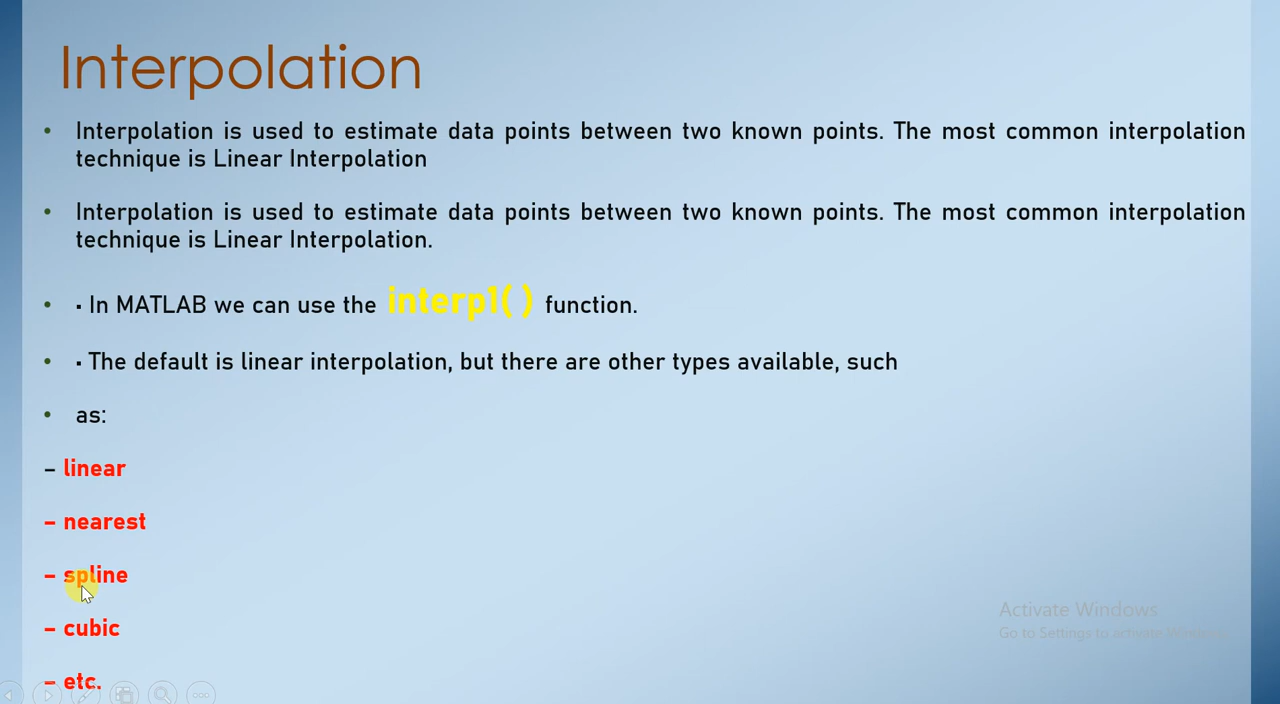 Interpolation
• Interpolation is used to estimate data points between two known points. The most common interpolation
technique is Linear Interpolation
• Interpolation is used to estimate data points between two known points. The most common interpolation
technique is Linear Interpolation.
• ▪ In MATLAB we can use the interp1( ) function.
• ▪ The default is linear interpolation, but there are other types available, such
• as:
– linear
– nearest
– spline
– cubic
– etc.
Activate Windows
Go to Settings to activate Windows.